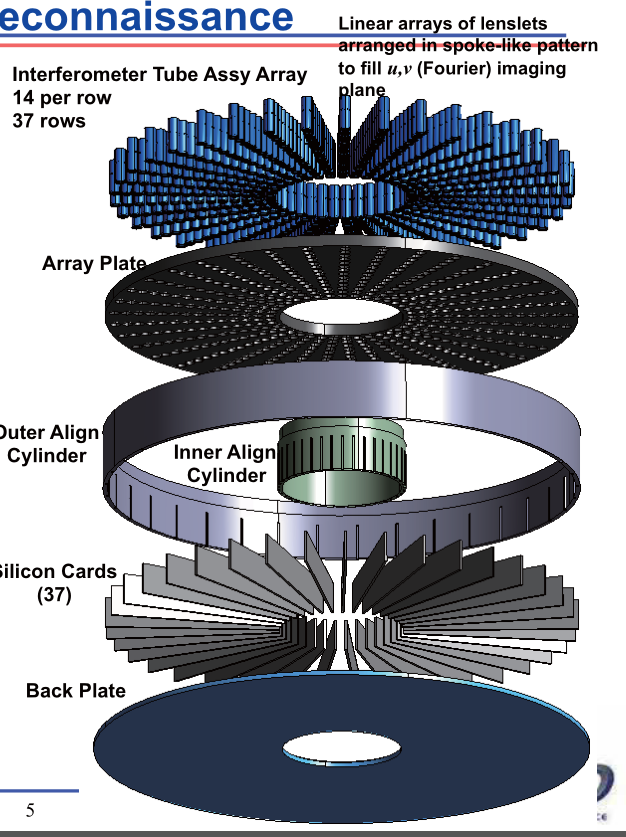 econnaissance
Linear arrays of lenslets
arranged in spoke-like pattern
to fill u,v (Fourier) imaging
plane
Interferometer Tube Assy Array
14 per row
37 rows
Array Plate
Outer Align
Cylinder
Inner Align
Cylinder
Silicon Cards
(37)
Back Plate
5